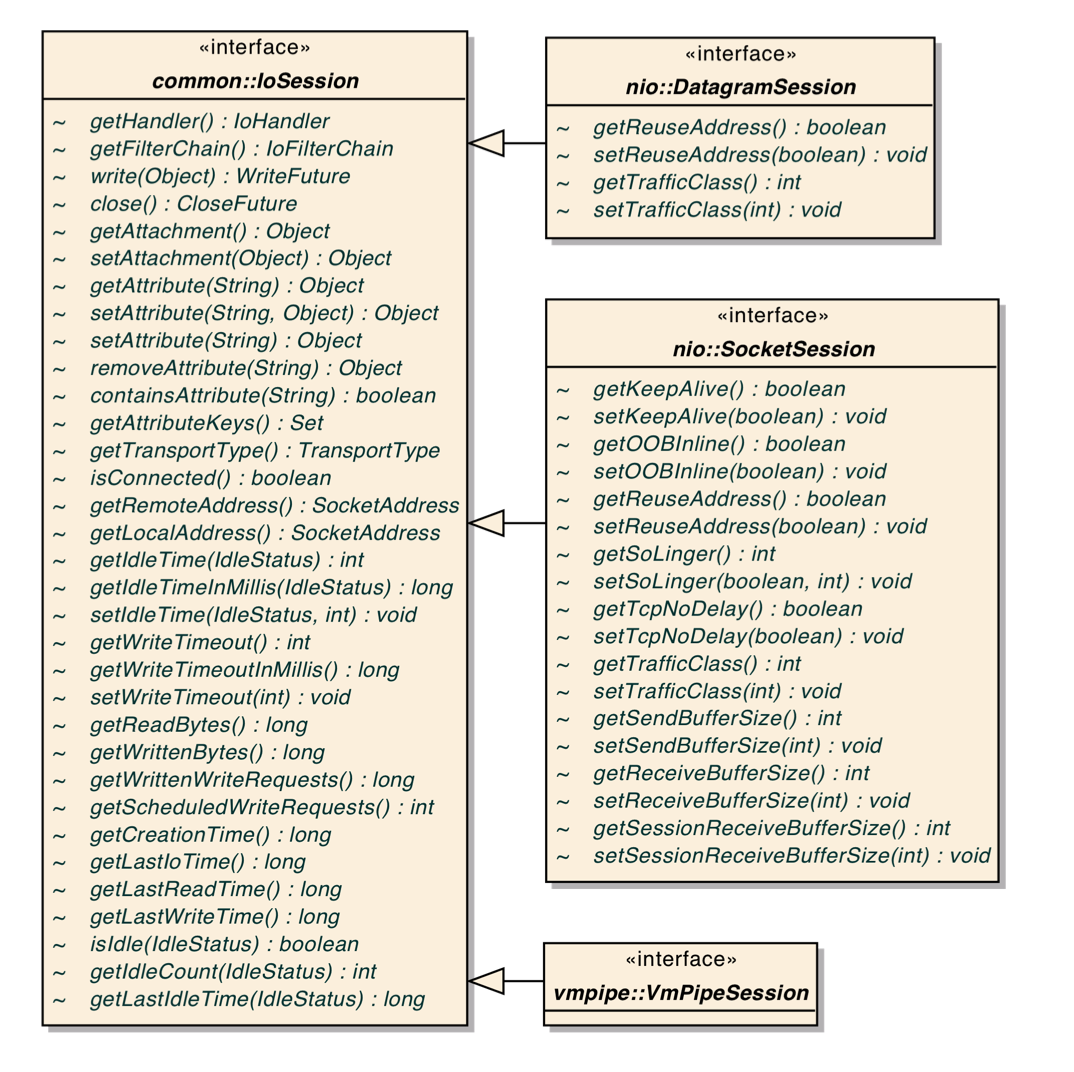 «interface»
common::IoSession
~ getHandler() : IoHandler
~ getFilterChain() : IoFilterChain
~ write(Object) : WriteFuture
~ close() : CloseFuture
~ getAttachment() : Object
~ setAttachment(Object) : Object
~ getAttribute(String) : Object
~ setAttribute(String, Object) : Object
~ setAttribute(String) : Object
~ removeAttribute(String) : Object
~ containsAttribute(String) : boolean
~ getAttributeKeys() : Set
~ getTransportType() : TransportType
~ isConnected() : boolean
~ getRemoteAddress() : SocketAddress
~ getLocalAddress() : SocketAddress
~ getIdleTime(IdleStatus) : int
~ getIdleTimeInMillis(IdleStatus) : long
~ setIdleTime(IdleStatus, int) : void
~ getWriteTimeout() : int
~ getWriteTimeoutInMillis() : long
~ setWriteTimeout(int) : void
~ getReadBytes() : long
~ getWrittenBytes() : long
~ getWrittenWriteRequests() : long
~ getScheduledWriteRequests() : int
~ getCreationTime() : long
~ getLastIoTime() : long
~ getLastReadTime() : long
~ getLastWriteTime() : long
~ isIdle(IdleStatus) : boolean
~ getIdleCount(IdleStatus) : int
~ getLastIdleTime(IdleStatus) : long
«interface»
nio::DatagramSession
~ getReuseAddress() : boolean
~ setReuseAddress(boolean) : void
~ getTrafficClass() : int
~ setTrafficClass(int) : void
«interface»
nio::SocketSession
~ getKeepAlive() : boolean
~ setKeepAlive(boolean) : void
~ getOOBInline() : boolean
~ setOOBInline(boolean) : void
~ getReuseAddress() : boolean
~ setReuseAddress(boolean) : void
~ getSoLinger() : int
~ setSoLinger(boolean, int) : void
~ getTcpNoDelay() : boolean
~ setTcpNoDelay(boolean) : void
~ getTrafficClass() : int
~ setTrafficClass(int) : void
~ getSendBufferSize() : int
~ setSendBufferSize(int) : void
~ getReceiveBufferSize() : int
~ setReceiveBufferSize(int) : void
~ getSessionReceiveBufferSize() : int
~ setSessionReceiveBufferSize(int) : void
«interface»
vmpipe::VmPipeSession